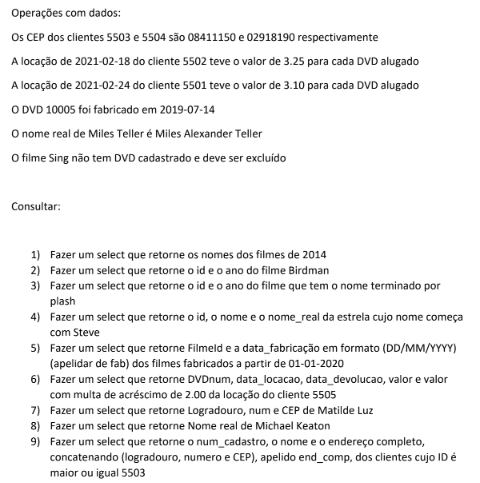 Operações com dados:
Os CEP dos clientes 5503 e 5504 são 08411150 e 02918190 respectivamente
A locação de 2021-02-18 do cliente 5502 teve o valor de 3.25 para cada DVD alugado
A locação de 2021-02-24 do cliente 5501 teve o valor de 3.10 para cada DVD alugado
O DVD 10005 foi fabricado em 2019-07-14
O nome real de Miles Teller é Miles Alexander Teller
O filme Sing não tem DVD cadastrado e deve ser excluído
Consultar:
1) Fazer um select que retorne os nomes dos filmes de 2014
2) Fazer um select que retorne o id e o ano do filme Birdman
3) Fazer um select que retorne o id e o ano do filme que tem o nome terminado por
plash
4) Fazer um select que retorne o id, o nome e o nome_real da estrela cujo nome começa
com Steve
5) Fazer um select que retorne FilmeId e a data_fabricação em formato (DD/MM/YYYY)
(apelidar de fab) dos filmes fabricados a partir de 01-01-2020
6) Fazer um select que retorne DVDnum, data_locacao, data_devolucao, valor e valor
com multa de acréscimo de 2.00 da locação do cliente 5505
7) Fazer um select que retorne Logradouro, num e CEP de Matilde Luz
8) Fazer um select que retorne Nome real de Michael Keaton
9) Fazer um select que retorne o num_cadastro, o nome e o endereço completo,
concatenando (logradouro, numero e CEP), apelido end_comp, dos clientes cujo ID é
maior ou igual 5503